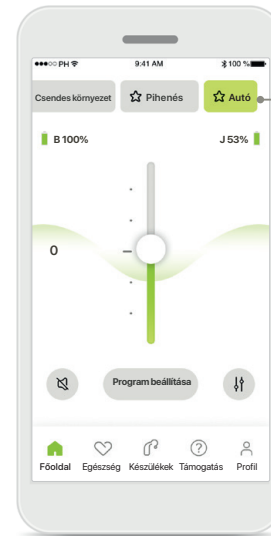 PH 9:41 AM 100 %
Csendes környezet Pihenés Autó
B 100% J 53%
0
Program beállítása
Főoldal Egészség Készülékek Támogatás Profil